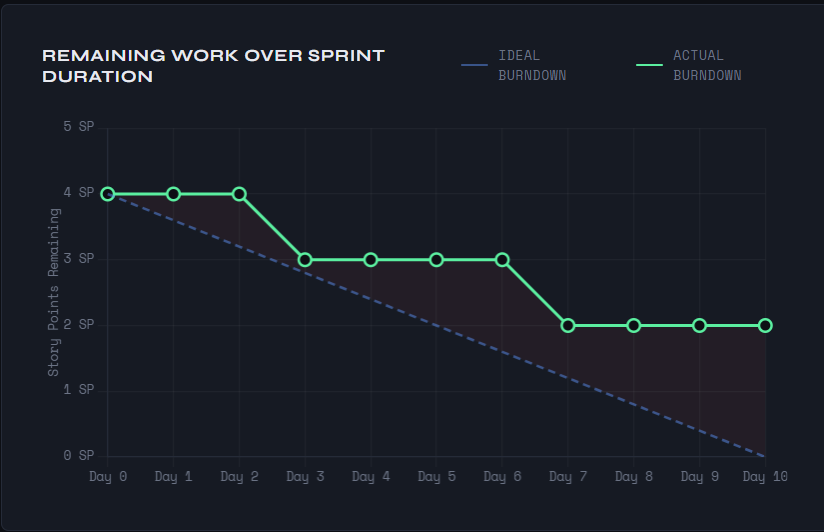 REMAINING WORK OVER SPRINT
DURATION
IDEAL
BURNDOWN
ACTUAL
BURNDOWN
5 SP
4 SP
3 SP
2 SP
1 SP
0 SP
Story Points Remaining
Day 0 Day 1 Day 2 Day 3 Day 4 Day 5 Day 6 Day 7 Day 8 Day 9 Day 10